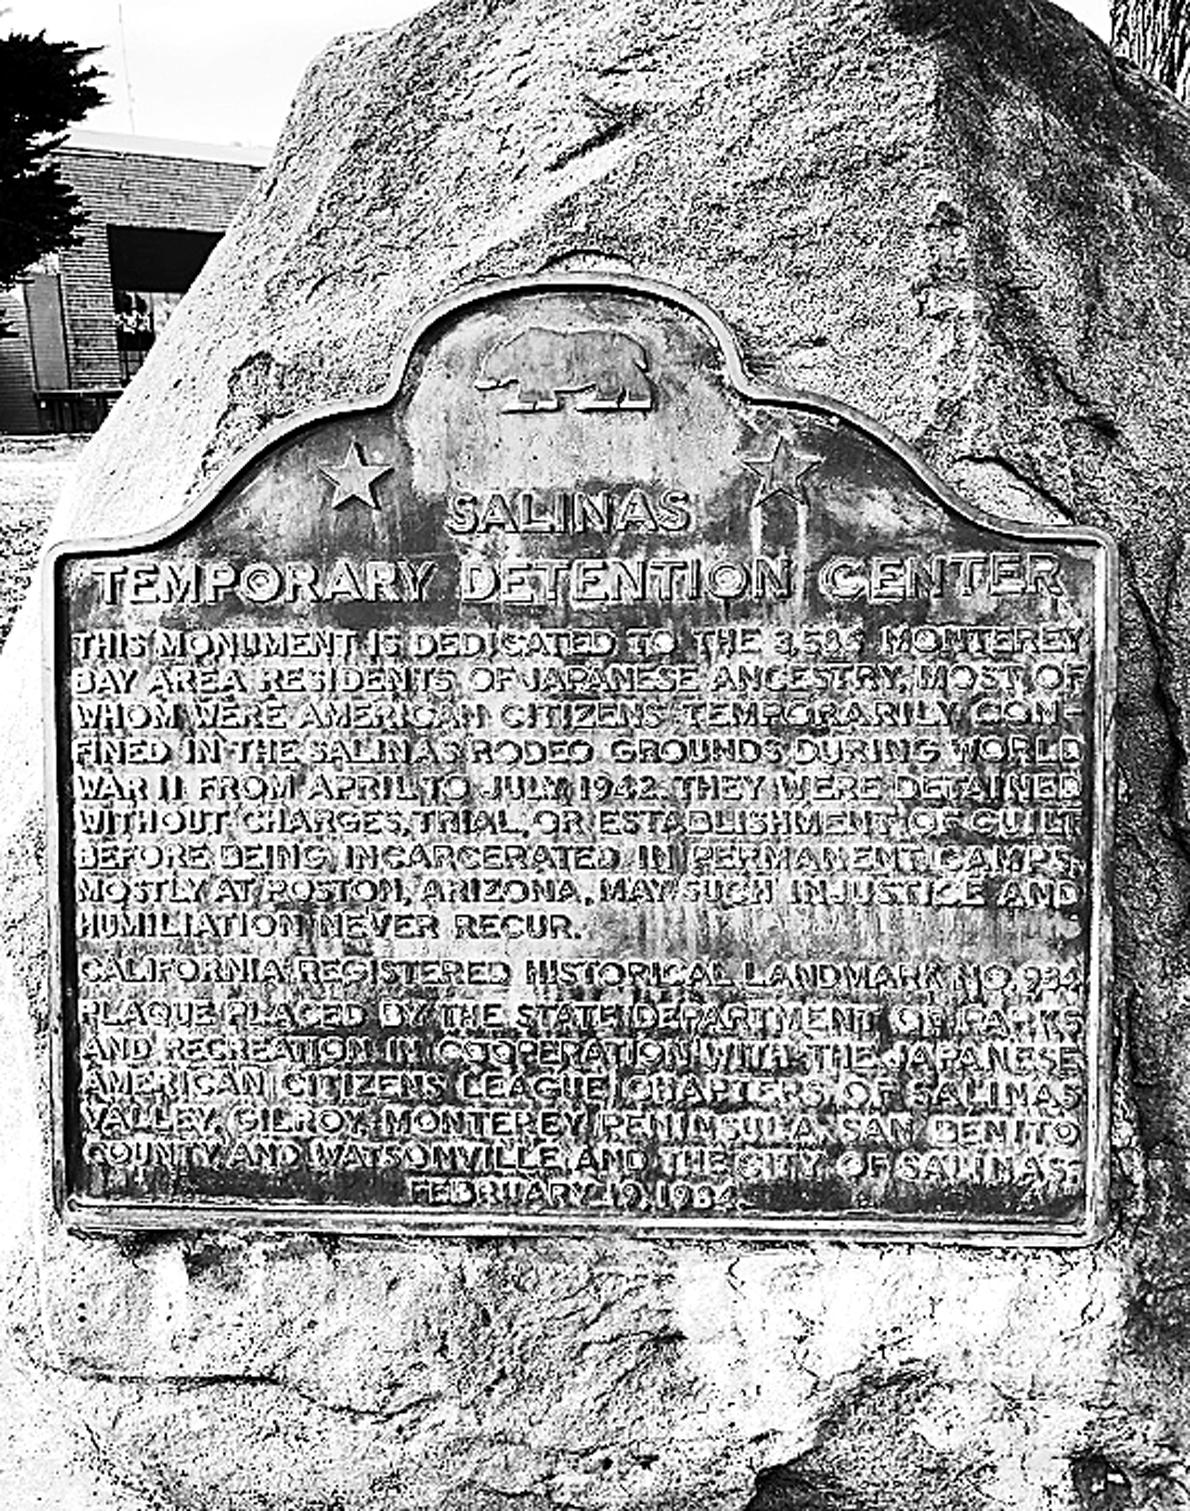 SALINAS
TEMPORARY DETENTION CENTER
THIS MONUMENT IS DEDICATED TO THE 3,586 MONTEREY
BAY AREA RESIDENTS OF JAPANESE ANCESTRY, MOST OF
WHOM WERE AMERICAN CITIZENS TEMPORARILY CON-
FINED IN THE SALINAS RODEO GROUNDS DURING WORLD
WAR II FROM APRIL TO JULY 1942. THEY WERE DETAINED
WITHOUT CHARGES, TRIAL, OR ESTABLISHMENT OF GUILT
BEFORE BEING INCARCERATED IN PERMANENT CAMPS,
MOSTLY AT POSTON, ARIZONA. MAY SUCH INJUSTICE AND
HUMILIATION NEVER RECUR.
CALIFORNIA REGISTERED HISTORICAL LANDMARK NO. 934
PLAQUE PLACED BY THE STATE DEPARTMENT OF PARKS
AND RECREATION IN COOPERATION WITH THE JAPANESE
AMERICAN CITIZENS LEAGUE CHAPTERS OF SALINAS
VALLEY, GILROY, MONTEREY PENINSULA, SAN BENITO
COUNTY AND WATSONVILLE AND THE CITY OF SALINAS.
FEBRUARY 19, 1984